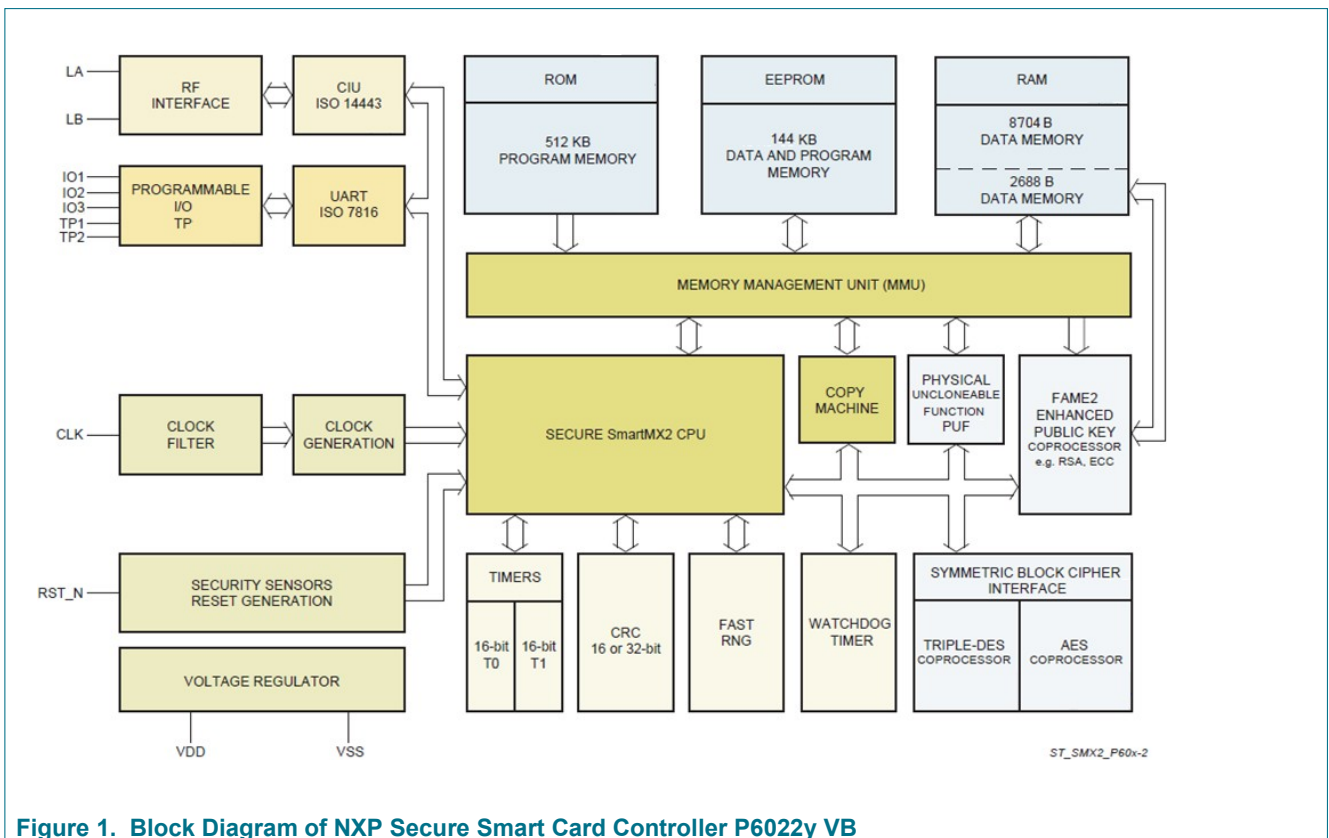 LA
LB
RF
INTERFACE
CIU
ISO 14443
IO1
IO2
IO3
TP1
TP2
PROGRAMMABLE
I/O
TP
UART
ISO 7816
ROM
512 KB
PROGRAM MEMORY
EEPROM
144 KB
DATA AND PROGRAM
MEMORY
RAM
8704 B
DATA MEMORY
2688 B
DATA MEMORY
MEMORY MANAGEMENT UNIT (MMU)
CLK
CLOCK
FILTER
CLOCK
GENERATION
SECURE SmartMX2 CPU
COPY
MACHINE
PHYSICAL
UNCLONEABLE
FUNCTION
PUF
FAME2
ENHANCED
PUBLIC KEY
COPROCESSOR
e.g. RSA, ECC
RST_N
SECURITY SENSORS
RESET GENERATION
VOLTAGE REGULATOR
VDD
VSS
TIMERS
16-bit
T0
16-bit
T1
CRC
16 or 32-bit
FAST
RNG
WATCHDOG
TIMER
SYMMETRIC BLOCK CIPHER
INTERFACE
TRIPLE-DES
COPROCESSOR
AES
COPROCESSOR
ST_SMX2_P60x-2
Figure 1. Block Diagram of NXP Secure Smart Card Controller P6022y VB